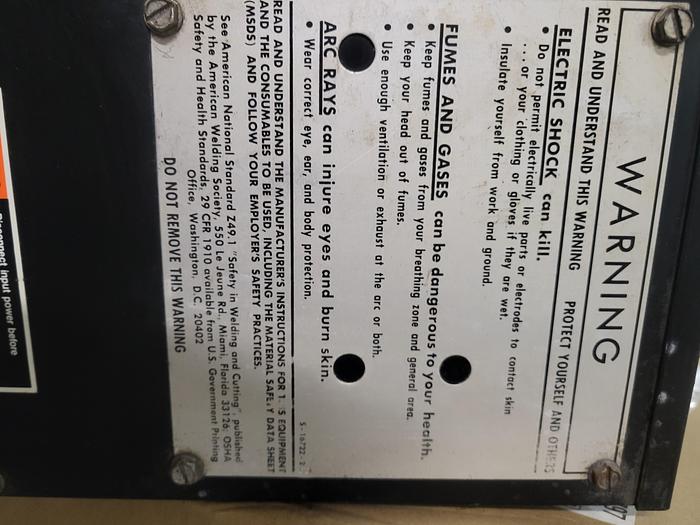 WARNING
READ AND UNDERSTAND THIS WARNING PROTECT YOURSELF AND OTHERS
ELECTRIC SHOCK can kill.
• Do not permit electrically live parts or electrodes to contact skin
...or your clothing or gloves if they are wet.
• Insulate yourself from work and ground.
FUMES AND GASES can be dangerous to your health.
• Keep fumes and gases from your breathing zone and general area.
• Keep your head out of fumes.
• Use enough ventilation or exhaust at the arc or both.
ARC RAYS can injure eyes and burn skin.
• Wear correct eye, ear, and body protection.
S-16722-2
READ AND UNDERSTAND THE MANUFACTURER'S INSTRUCTIONS FOR EQUIPMENT
AND THE CONSUMABLES TO BE USED, INCLUDING THE MATERIAL SAFETY DATA SHEET
(MSDS) AND FOLLOW YOUR EMPLOYER'S SAFETY PRACTICES.
See "American National Standard Z49.1 "Safety in Welding and Cutting" published
by the American Welding Society, 550 Le Jeune Rd., Miami, Florida 33126; OSHA
Safety and Health Standards, 29 CFR 1910 available from U.S. Government Printing
Office, Washington, D.C. 20402
DO NOT REMOVE THIS WARNING
Disconnect input power before